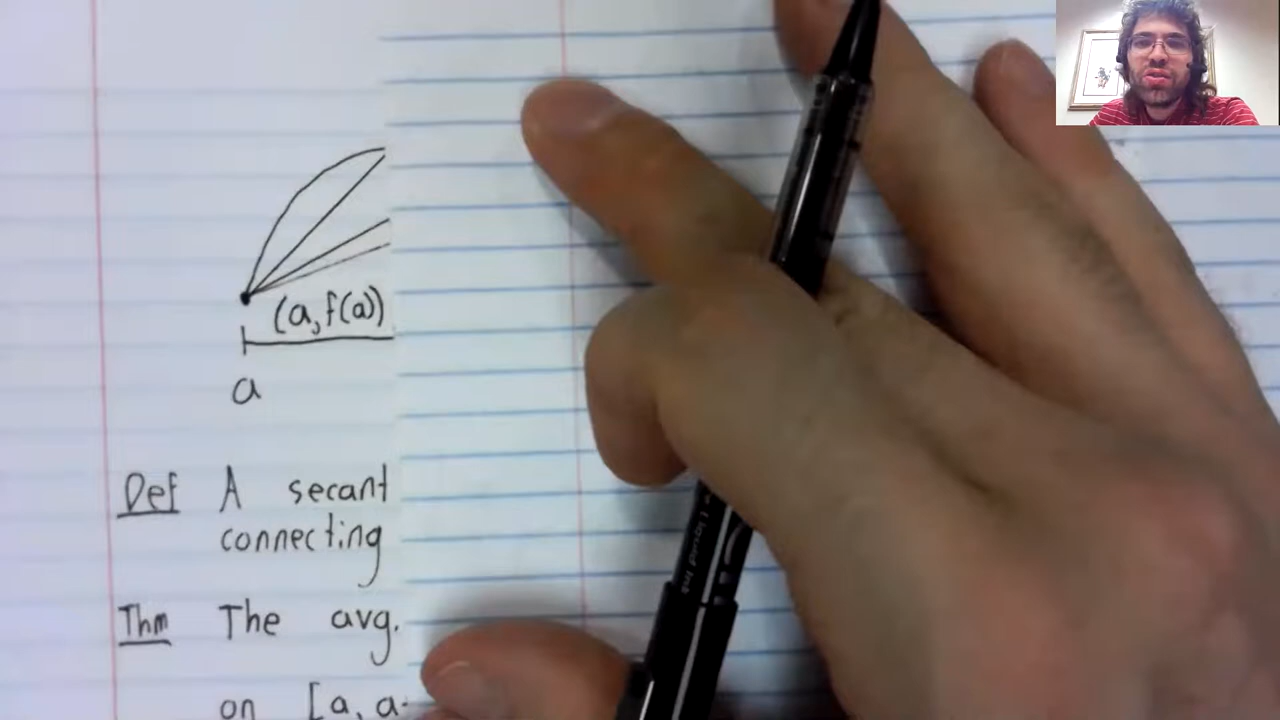 (a, f(a))
a
Def A secant
connecting
Thm The avg.
on [a, a